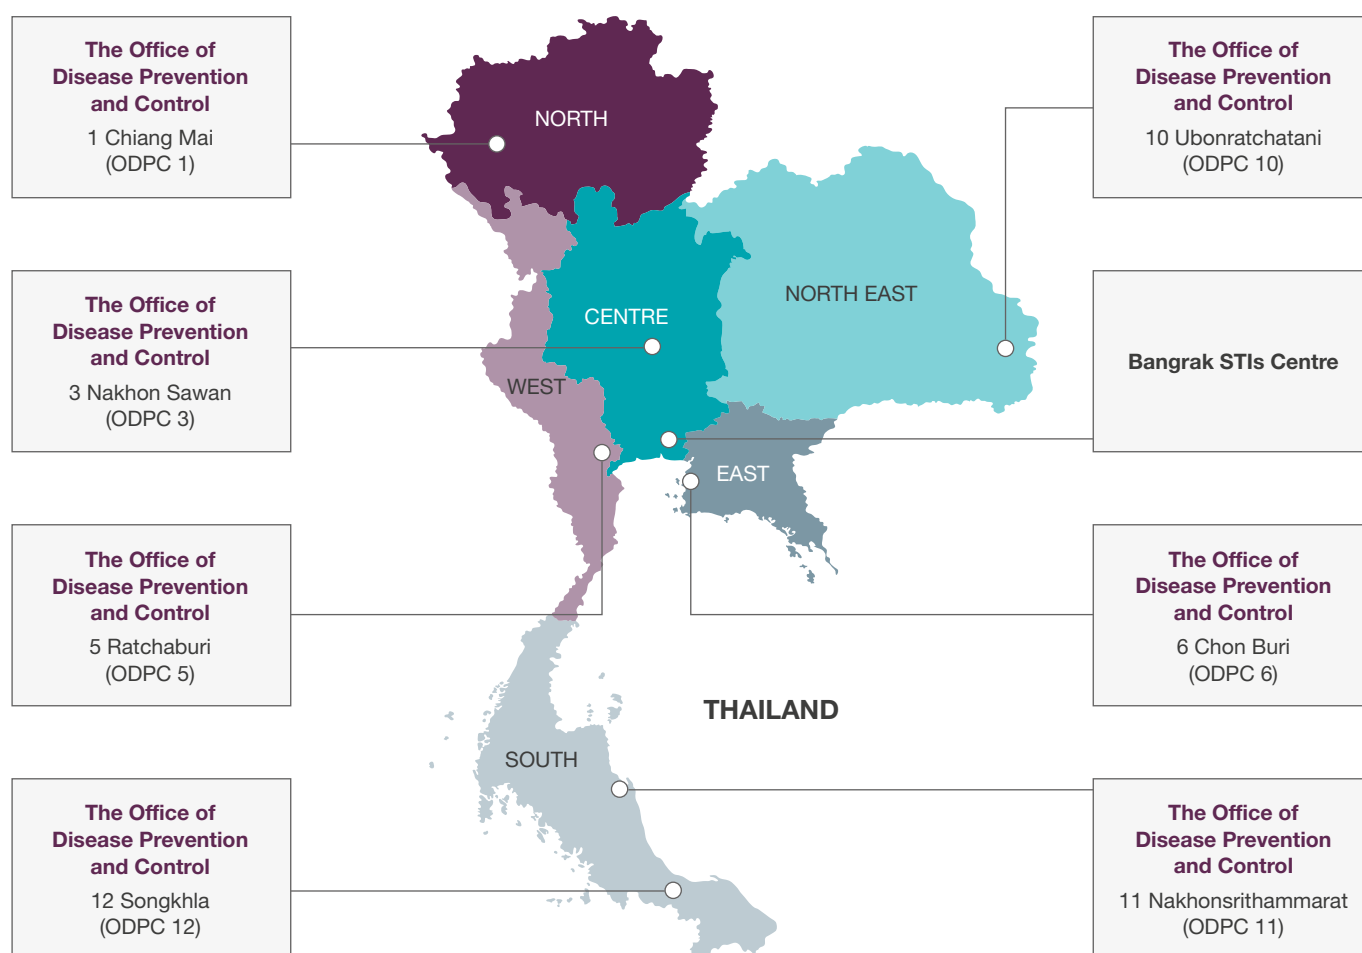 The Office of
Disease Prevention
and Control
1 Chiang Mai
(ODPC 1)
The Office of
Disease Prevention
and Control
3 Nakhon Sawan
(ODPC 3)
The Office of
Disease Prevention
and Control
5 Ratchaburi
(ODPC 5)
The Office of
Disease Prevention
and Control
12 Songkhla
(ODPC 12)
NORTH
NORTH EAST
CENTRE
WEST
EAST
THAILAND
SOUTH
The Office of
Disease Prevention
and Control
10 Ubonratchatani
(ODPC 10)
Bangrak STIs Centre
The Office of
Disease Prevention
and Control
6 Chon Buri
(ODPC 6)
The Office of
Disease Prevention
and Control
11 Nakhonsrithammarat
(ODPC 11)